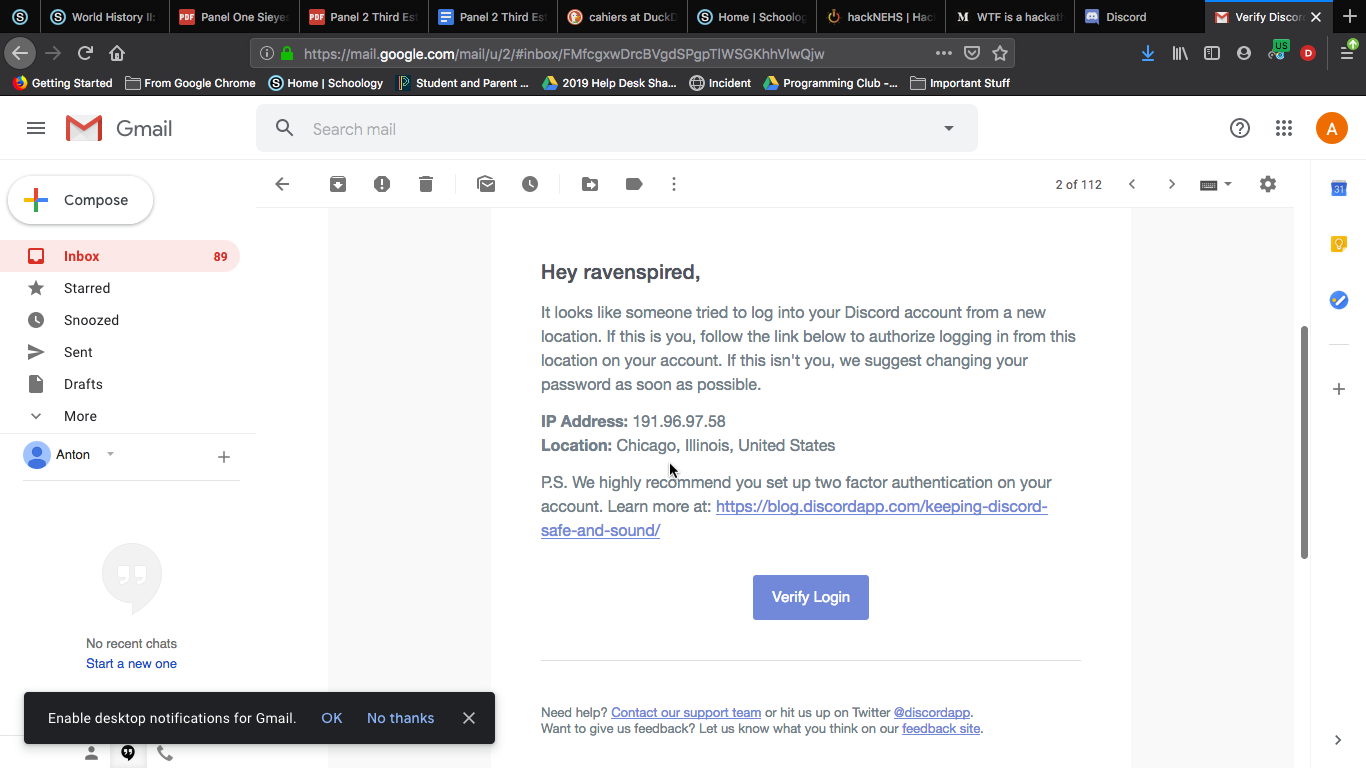 World History II:
Panel One Sieye
Panel 2 Third Est
Panel 2 Third Est
cahiers at DuckD
Home | Schoolog
hackNEHS | Hac
WTF is a hackath
Discord
Verify Discor
https://mail.google.com/mail/u/2/#inbox/FMfcgxwDrcBVgdSPgpTlWSGKhhVlwQjw
US
D
Getting Started
From Google Chrome
Home | Schoology
Student and Parent ...
2019 Help Desk Sha...
Incident
Programming Club -...
Important Stuff
Gmail
Search mail
A
Compose
2 of 112
31
Inbox 89
Starred
Snoozed
Sent
Drafts
More
Anton
No recent chats
Start a new one
Hey ravenspired,
It looks like someone tried to log into your Discord account from a new
location. If this is you, follow the link below to authorize logging in from this
location on your account. If this isn't you, we suggest changing your
password as soon as possible.
IP Address: 191.96.97.58
Location: Chicago, Illinois, United States
P.S. We highly recommend you set up two factor authentication on your
account. Learn more at: https://blog.discordapp.com/keeping-discord-
safe-and-sound/
Verify Login
Need help? Contact our support team or hit us up on Twitter @discordapp.
Want to give us feedback? Let us know what you think on our feedback site.
Enable desktop notifications for Gmail. OK No thanks